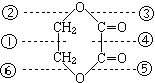 ② O ③
CH₂ C=O
① ④
CH₂ C=O
⑥ O ⑤